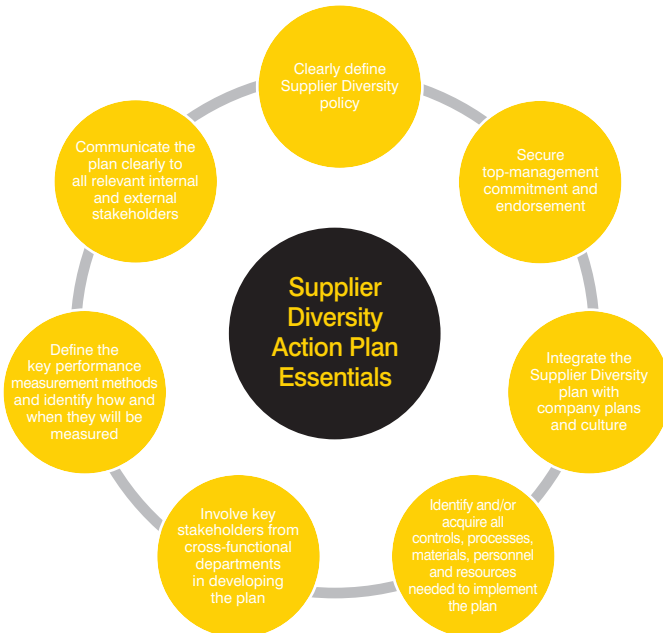 Clearly define
Supplier Diversity
policy
Secure
top-management
commitment and
endorsement
Integrate the
Supplier Diversity
plan with
company plans
and culture
Identify and/or
acquire all
controls, processes,
materials, personnel
and resources
needed to implement
the plan
Involve key
stakeholders from
cross-functional
departments
in developing
the plan
Define the
key performance
measurement methods
and identify how and
when they will be
measured
Communicate the
plan clearly to
all relevant internal
and external
stakeholders
Supplier
Diversity
Action Plan
Essentials